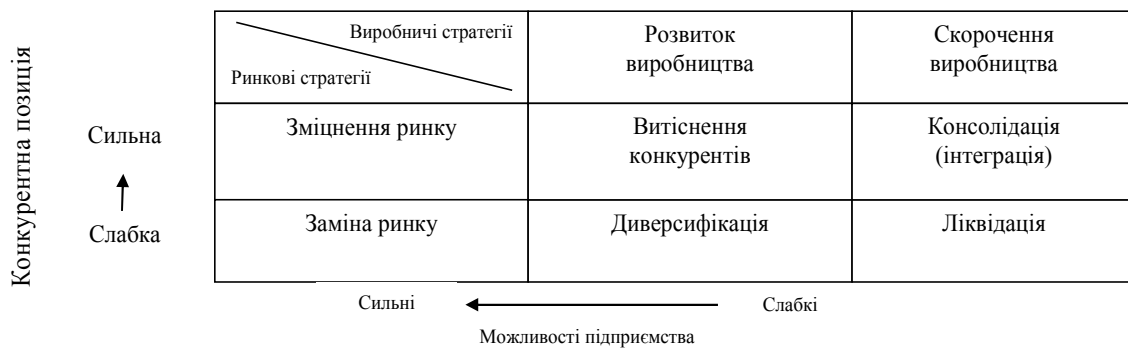 Конкурентна позиція
Сильна
Слабка
Виробничі стратегії
Ринкові стратегії
Розвиток
виробництва
Скорочення
виробництва
Зміцнення ринку
Витіснення
конкурентів
Консолідація
(інтеграція)
Заміна ринку
Диверсифікація
Ліквідація
Сильні
Слабкі
Можливості підприємства